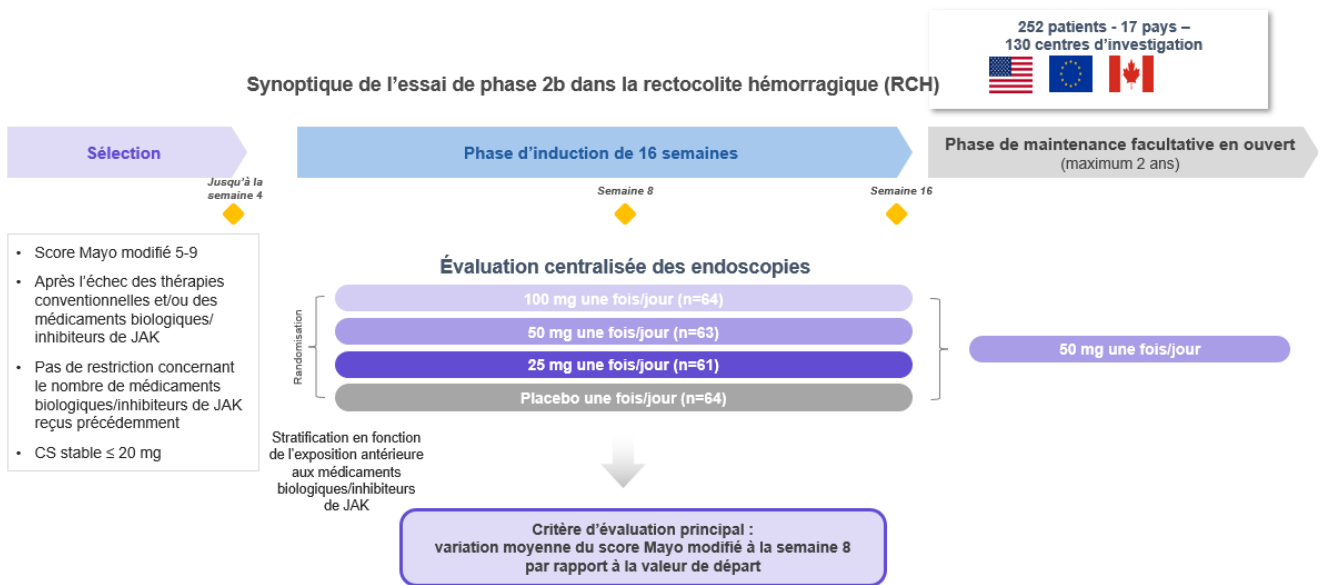 252 patients - 17 pays –
130 centres d’investigation
Synoptique de l’essai de phase 2b dans la rectocolite hémorragique (RCH)
Sélection
Phase d’induction de 16 semaines
Phase de maintenance facultative en ouvert
(maximum 2 ans)
Jusqu’à la
semaine 4
Semaine 8
Semaine 16
• Score Mayo modifié 5-9
• Après l’échec des thérapies
conventionnelles et/ou des
médicaments biologiques/
inhibiteurs de JAK
• Pas de restriction concernant
le nombre de médicaments
biologiques/inhibiteurs de JAK
reçus précédemment
• CS stable ≤ 20 mg
Évaluation centralisée des endoscopies
Randomisation
100 mg une fois/jour (n=64)
50 mg une fois/jour (n=63)
25 mg une fois/jour (n=61)
Placebo une fois/jour (n=64)
50 mg une fois/jour
Stratification en fonction
de l’exposition antérieure
aux médicaments
biologiques/inhibiteurs
de JAK
Critère d’évaluation principal :
variation moyenne du score Mayo modifié à la semaine 8
par rapport à la valeur de départ